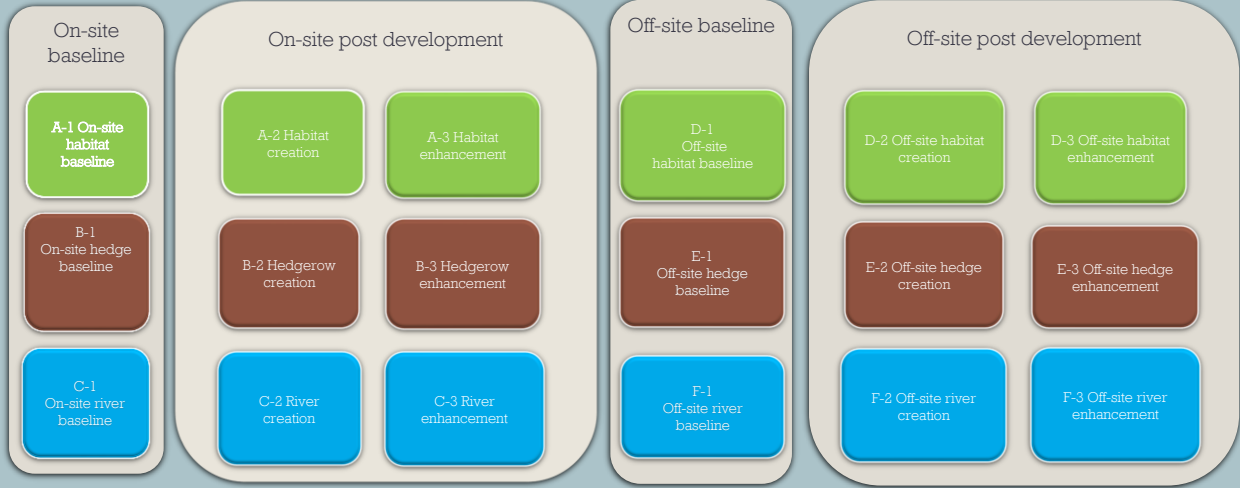 On-site
baseline
A-1 On-site
habitat
baseline
B-1
On-site hedge
baseline
C-1
On-site river
baseline
On-site post development
A-2 Habitat
creation
A-3 Habitat
enhancement
B-2 Hedgerow
creation
B-3 Hedgerow
enhancement
C-2 River
creation
C-3 River
enhancement
Off-site baseline
D-1
Off-site
habitat baseline
E-1
Off-site hedge
baseline
F-1
Off-site river
baseline
Off-site post development
D-2 Off-site habitat
creation
D-3 Off-site habitat
enhancement
E-2 Off-site hedge
creation
E-3 Off-site hedge
enhancement
F-2 Off-site river
creation
F-3 Off-site river
enhancement